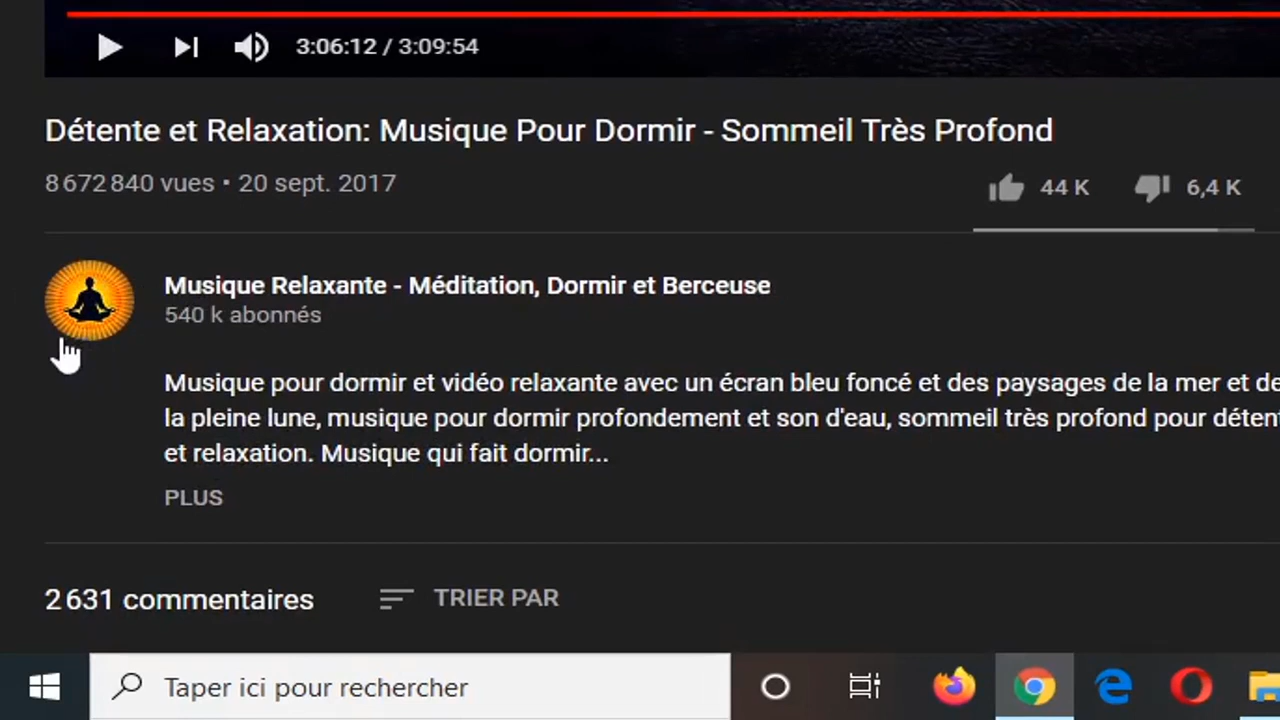 3:06:12 / 3:09:54
Détente et Relaxation: Musique Pour Dormir - Sommeil Très Profond
8 672 840 vues • 20 sept. 2017
44 K
6,4 K
Musique Relaxante - Méditation, Dormir et Berceuse
540 k abonnés
Musique pour dormir et vidéo relaxante avec un écran bleu foncé et des paysages de la mer et de
la pleine lune, musique pour dormir profondement et son d'eau, sommeil très profond pour
et relaxation. Musique qui fait dormir...
PLUS
2 631 commentaires
TRIER PAR
Taper ici pour rechercher